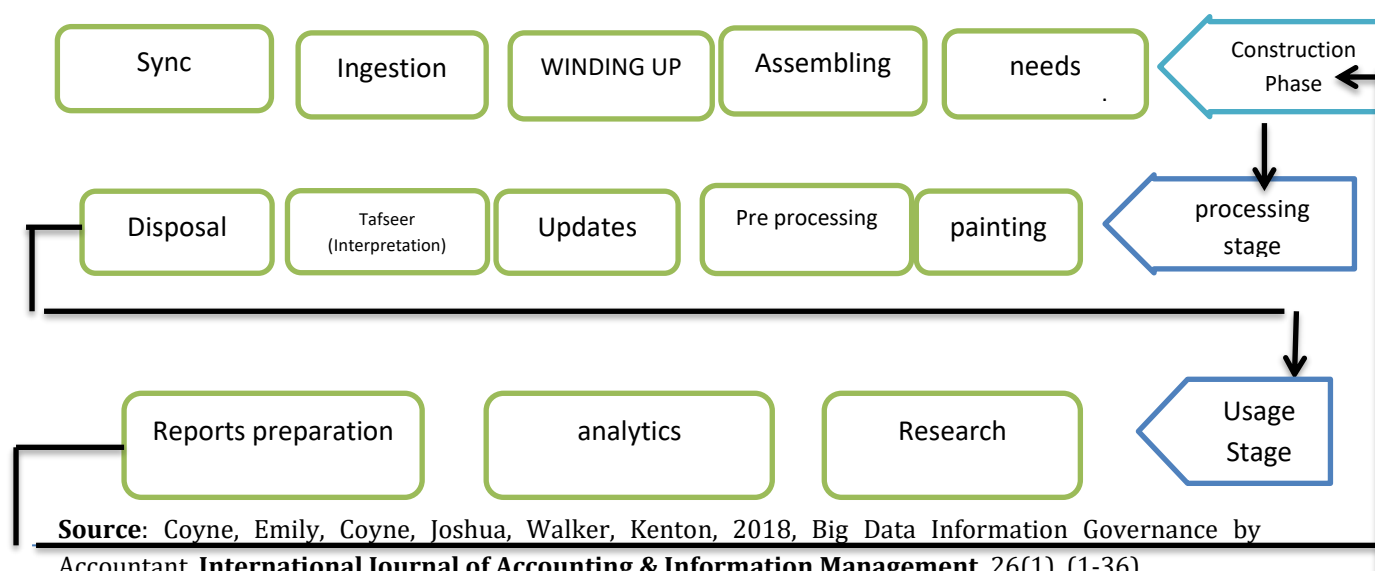 Sync
Ingestion
WINDING UP
Assembling
needs
.
Construction
Phase
Disposal
Tafseer
(Interpretation)
Updates
Pre processing
painting
processing
stage
Reports preparation
analytics
Research
Usage
Stage
Source: Coyne, Emily, Coyne, Joshua, Walker, Kenton, 2018, Big Data Information Governance by
Accountant, International Journal of Accounting & Information Management, 26(1), (1-36)